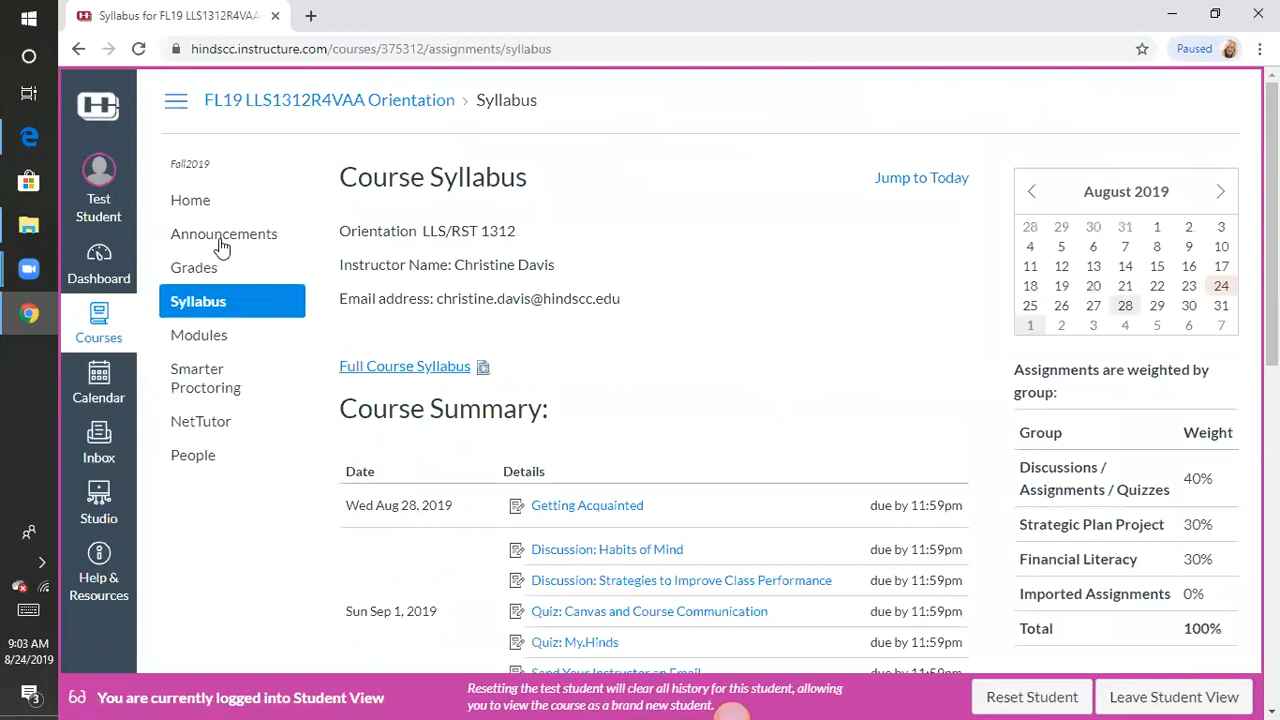 Syllabus for FL19 LLS1312R4VAA
hindscc.instructure.com/courses/375312/assignments/syllabus
Paused
FL19 LLS1312R4VAA Orientation > Syllabus
Test
Student
Dashboard
Courses
Calendar
Inbox
Studio
Help &
Resources
9:03 AM
8/24/2019
3
Fall2019
Home
Announcements
Grades
Syllabus
Modules
Smarter
Proctoring
NetTutor
People
Course Syllabus
Jump to Today
Orientation LLS/RST 1312
Instructor Name: Christine Davis
Email address: christine.davis@hindscc.edu
Full Course Syllabus
Course Summary:
Date Details
Wed Aug 28, 2019 Getting Acquainted due by 11:59pm
Discussion: Habits of Mind due by 11:59pm
Discussion: Strategies to Improve Class Performance due by 11:59pm
Sun Sep 1, 2019 Quiz: Canvas and Course Communication due by 11:59pm
Quiz: My.Hinds due by 11:59pm
Send Your Instructor an Email due by 11:59pm
August 2019
28 29 30 31 1 2 3
4 5 6 7 8 9 10
11 12 13 14 15 16 17
18 19 20 21 22 23 24
25 26 27 28 29 30 31
1 2 3 4 5 6 7
Assignments are weighted by
group:
Group Weight
Discussions /
Assignments / Quizzes 40%
Strategic Plan Project 30%
Financial Literacy 30%
Imported Assignments 0%
Total 100%
You are currently logged into Student View
Resetting the test student will clear all history for this student, allowing
you to view the course as a brand new student.
Reset Student
Leave Student View